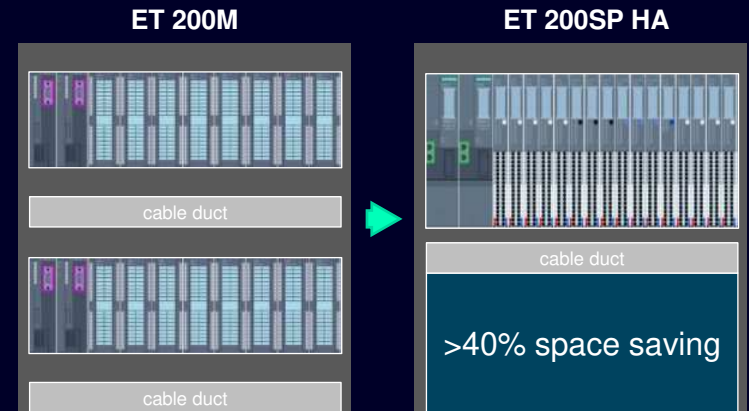 ET 200M
ET 200SP HA
cable duct
cable duct
cable duct
>40% space saving